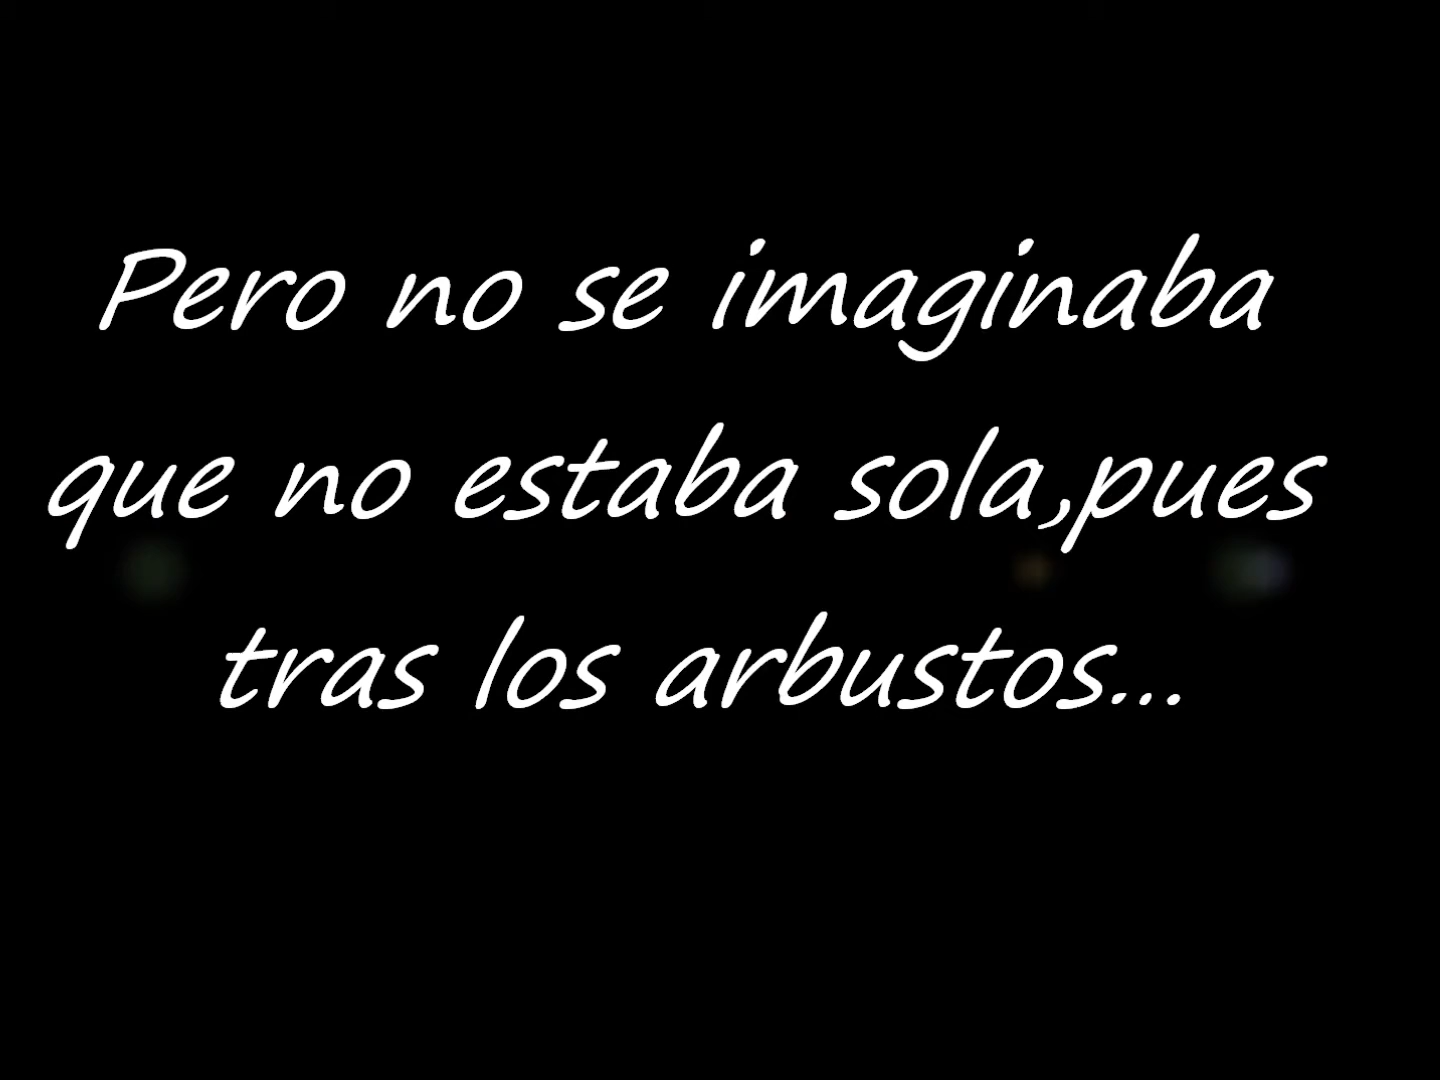 Pero no se imaginaba
que no estaba sola,pues
tras los arbustos...